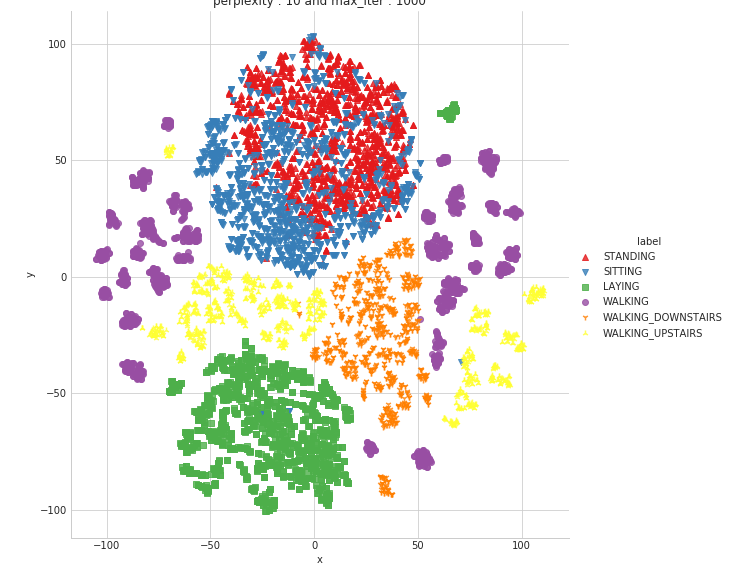 perplexity : 10 and max_iter : 1000
100
50
0
−50
−100
y
−100
−50
0
50
100
x
label
STANDING
SITTING
LAYING
WALKING
WALKING_DOWNSTAIRS
WALKING_UPSTAIRS